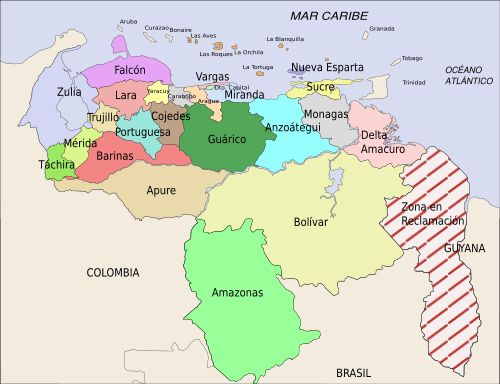 MAR CARIBE
Aruba
Curazao
Bonaire
Las Aves
Los Roques
La Orchila
La Blanquilla
La Tortuga
Granada
Tobago
Trinidad
OCÉANO
ATLÁNTICO
Falcón
Vargas
Nueva Esparta
Zulia
Lara
Yaracuy
Carabobo
Dto. Capital
Aragua
Miranda
Sucre
Trujillo
Cojedes
Monagas
Portuguesa
Guárico
Anzoátegui
Delta
Amacuro
Mérida
Táchira
Barinas
Apure
Bolívar
Zona en
Reclamación
GUYANA
COLOMBIA
Amazonas
BRASIL